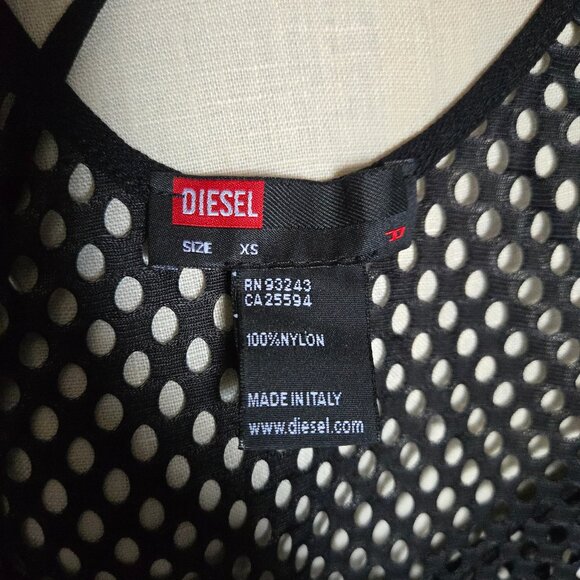 DIESEL
SIZE XS
RN 93243
CA 25594
100%NYLON
MADE IN ITALY
www.diesel.com